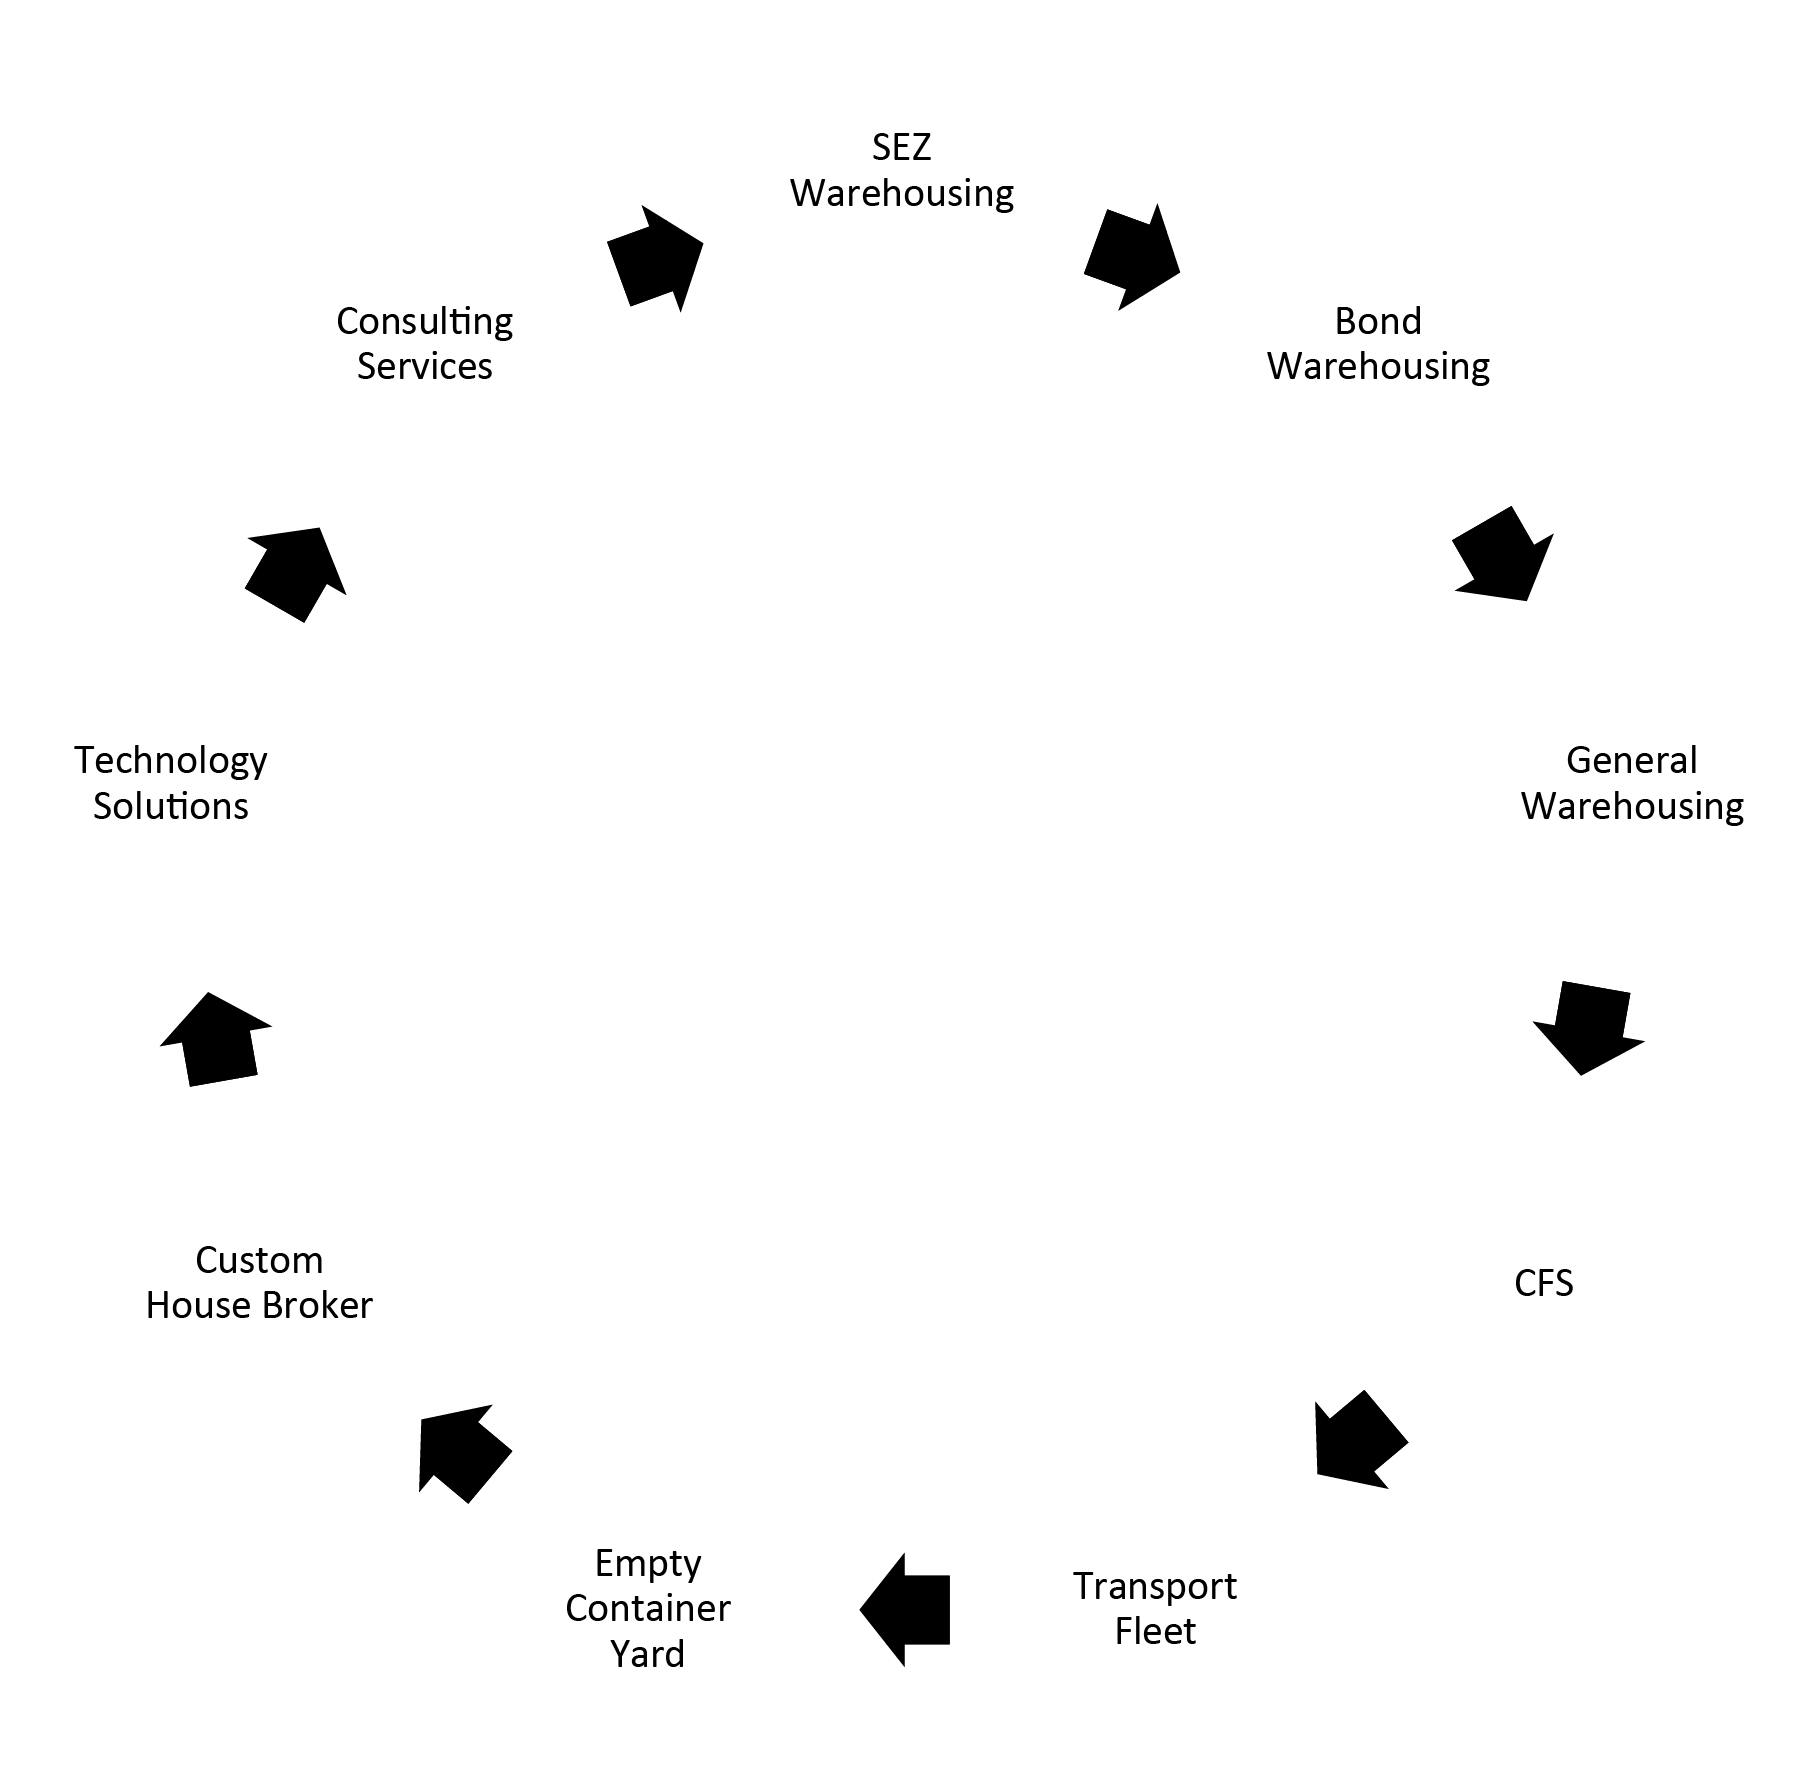 SEZ
Warehousing
Bond
Warehousing
General
Warehousing
CFS
Transport
Fleet
Empty
Container
Yard
Custom
House Broker
Technology
Solutions
Consulting
Services